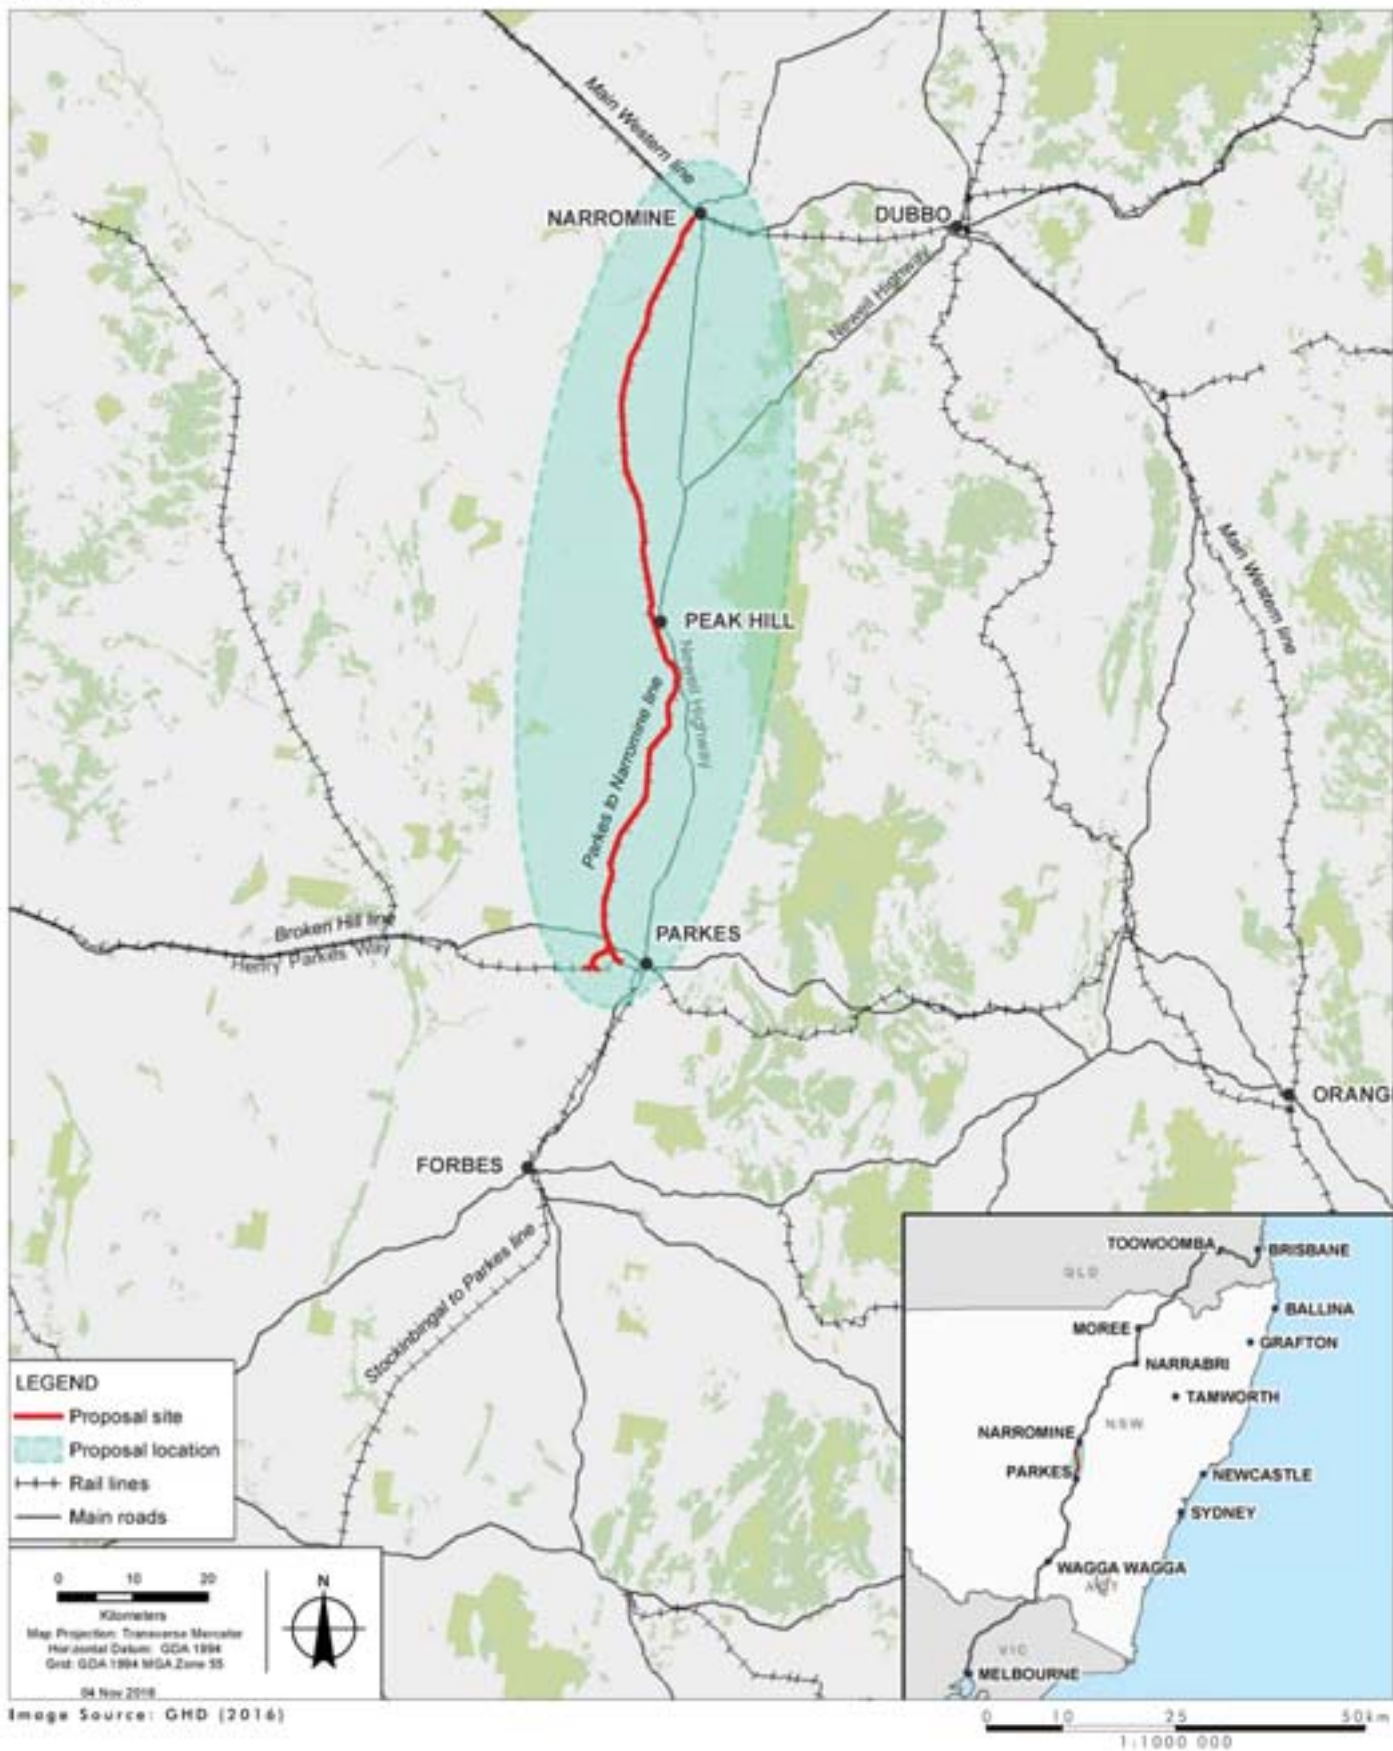 Main Western line
NARROMINE
DUBBO
Newell Highway
Main Western line
PEAK HILL
Newell Highway
Parkes to Narromine line
Broken Hill line
Henry Parkes Way
PARKES
ORANG
FORBES
Stockinbingal to Parkes line
TOOWOOMBA
BRISBANE
QLD
BALLINA
MOREE
GRAFTON
NARRABRI
TAMWORTH
NSW
NARROMINE
PARKES
NEWCASTLE
SYDNEY
WAGGA WAGGA
ACT
VIC
MELBOURNE
LEGEND
Proposal site
Proposal location
Rail lines
Main roads
0 10 20
Kilometers
Map Projection: Transverse Mercator
Horizontal Datum: GDA 1994
Grid: GDA 1994 MGA Zone 55
N
04 Nov 2016
Image Source: GHD (2016)
0 10 25 50km
1:1000 000